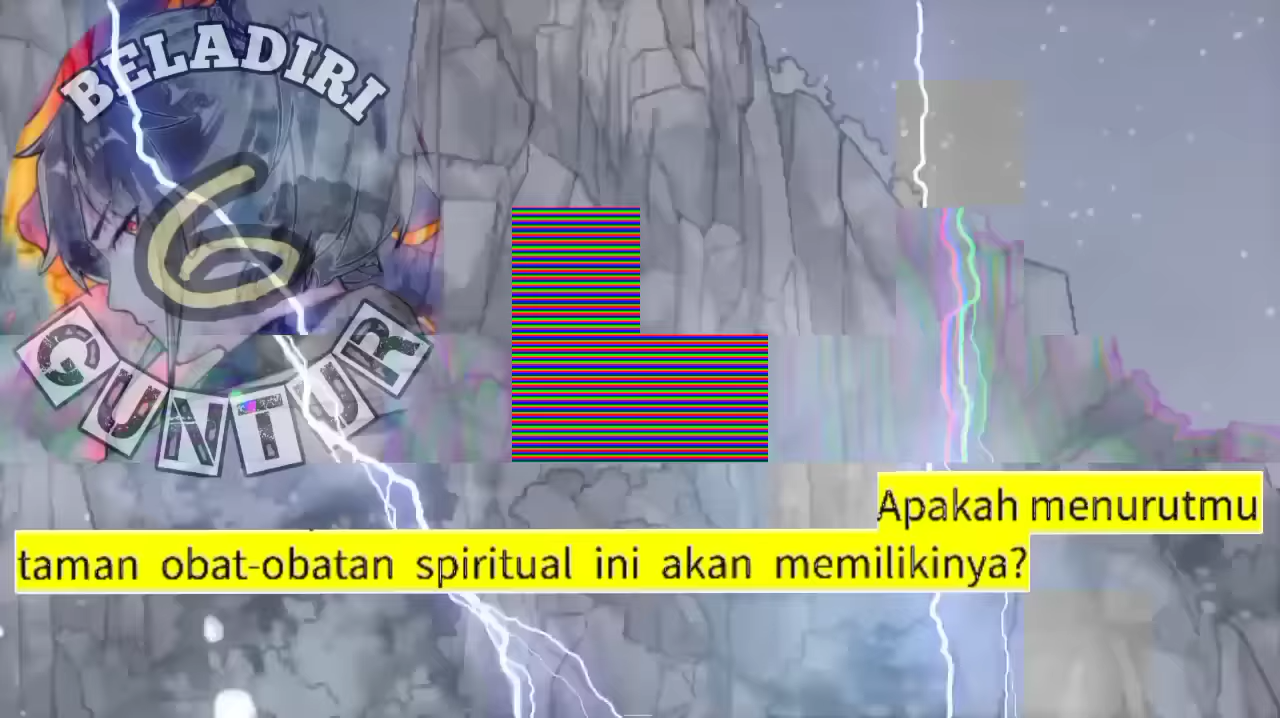 BELADIRI
6
GUNTUR
Apakah menurutmu
taman obat-obatan spiritual ini akan memilikinya?